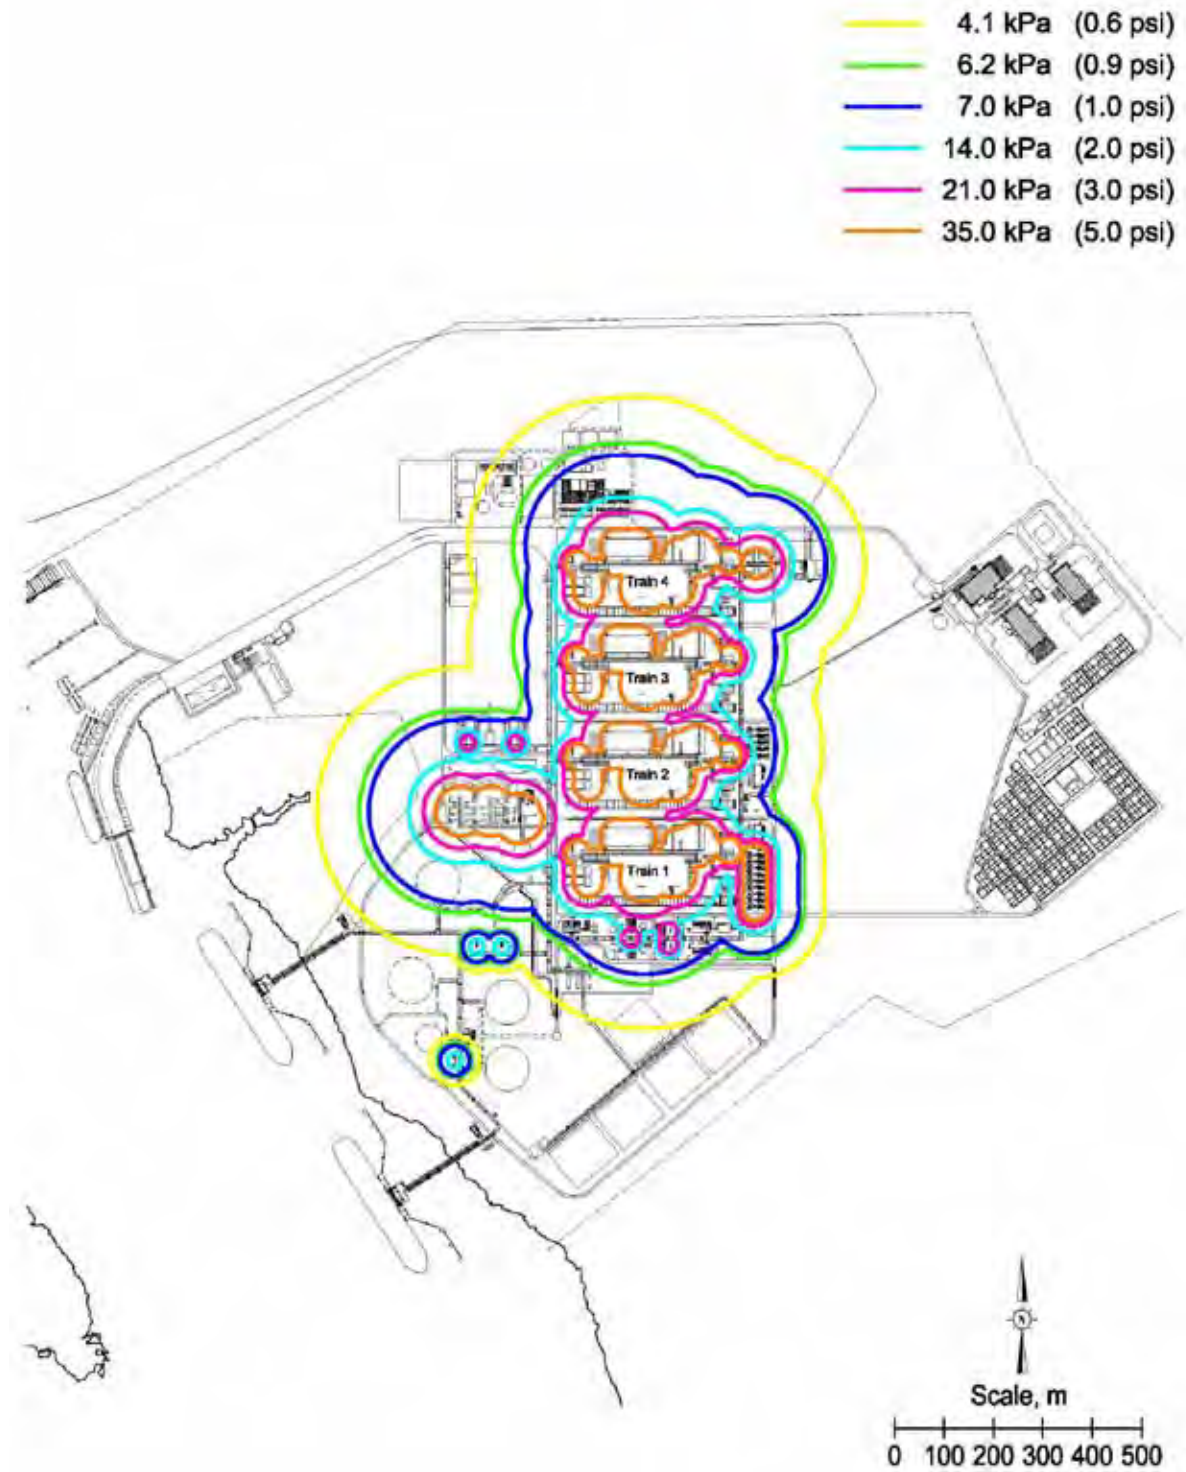 4.1 kPa (0.6 psi)
6.2 kPa (0.9 psi)
7.0 kPa (1.0 psi)
14.0 kPa (2.0 psi)
21.0 kPa (3.0 psi)
35.0 kPa (5.0 psi)
Train 4
Train 3
Train 2
Train 1
N
Scale, m
0 100 200 300 400 500